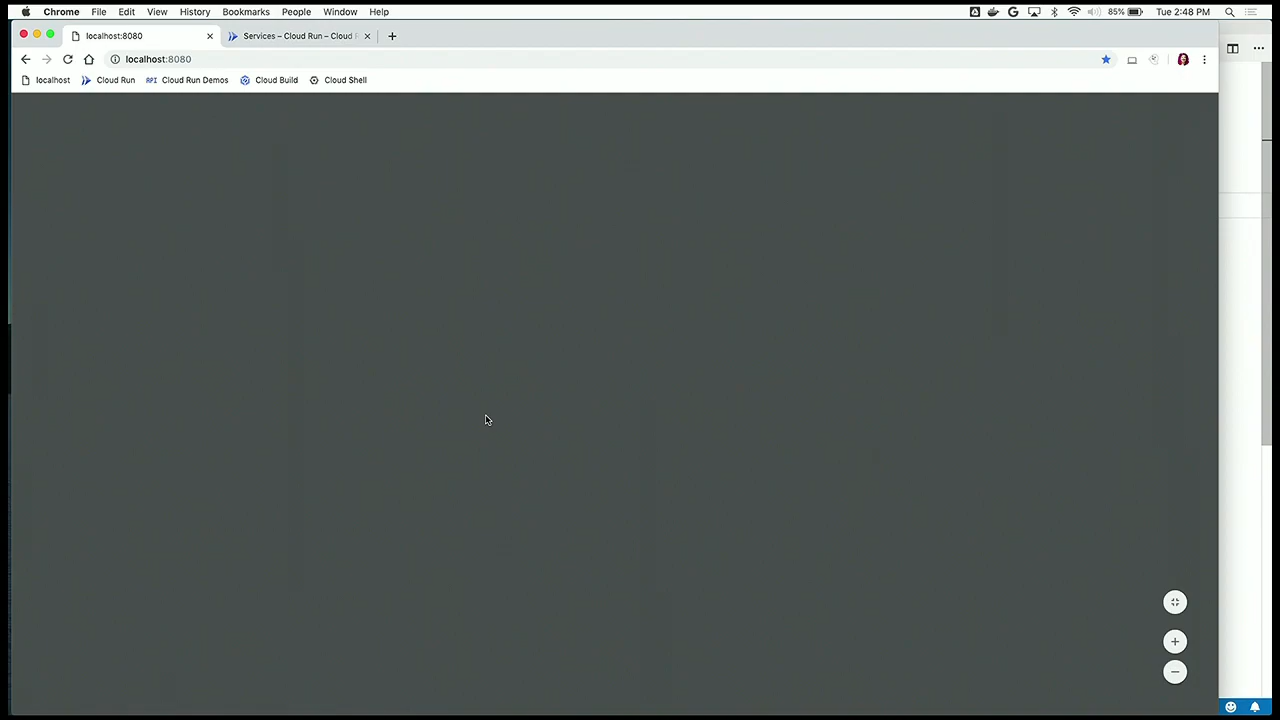 Chrome File Edit View History Bookmarks People Window Help 85% Tue 2:48 PM
localhost:8080 Services – Cloud Run – Cloud
localhost:8080
localhost Cloud Run API Cloud Run Demos Cloud Build Cloud Shell